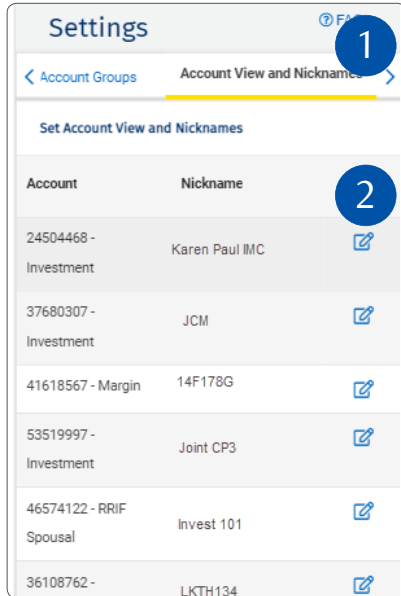 Settings
1
Account Groups
Account View and Nicknames
Set Account View and Nicknames
Account
Nickname
2
24504468 -
Investment
Karen Paul IMC
37680307 -
Investment
JCM
41618567 - Margin
14F178G
53519997 -
Investment
Joint CP3
46574122 - RRIF
Spousal
Invest 101
36108762 -
LKTH134